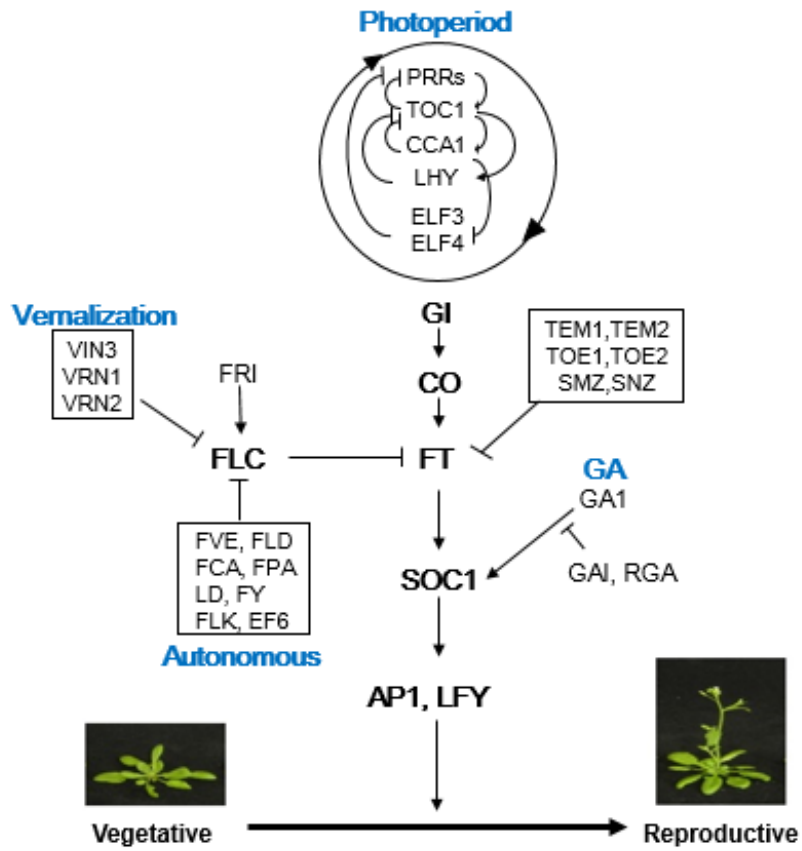 Photoperiod
PRRs
TOC1
CCA1
LHY
ELF3
ELF4
Vernalization
VIN3
VRN1
VRN2
FRI
GI
CO
TEM1,TEM2
TOE1,TOE2
SMZ,SNZ
FLC
FT
GA
GA1
GAI, RGA
FVE, FLD
FCA, FPA
LD, FY
FLK, EF6
Autonomous
SOC1
AP1, LFY
Vegetative
Reproductive